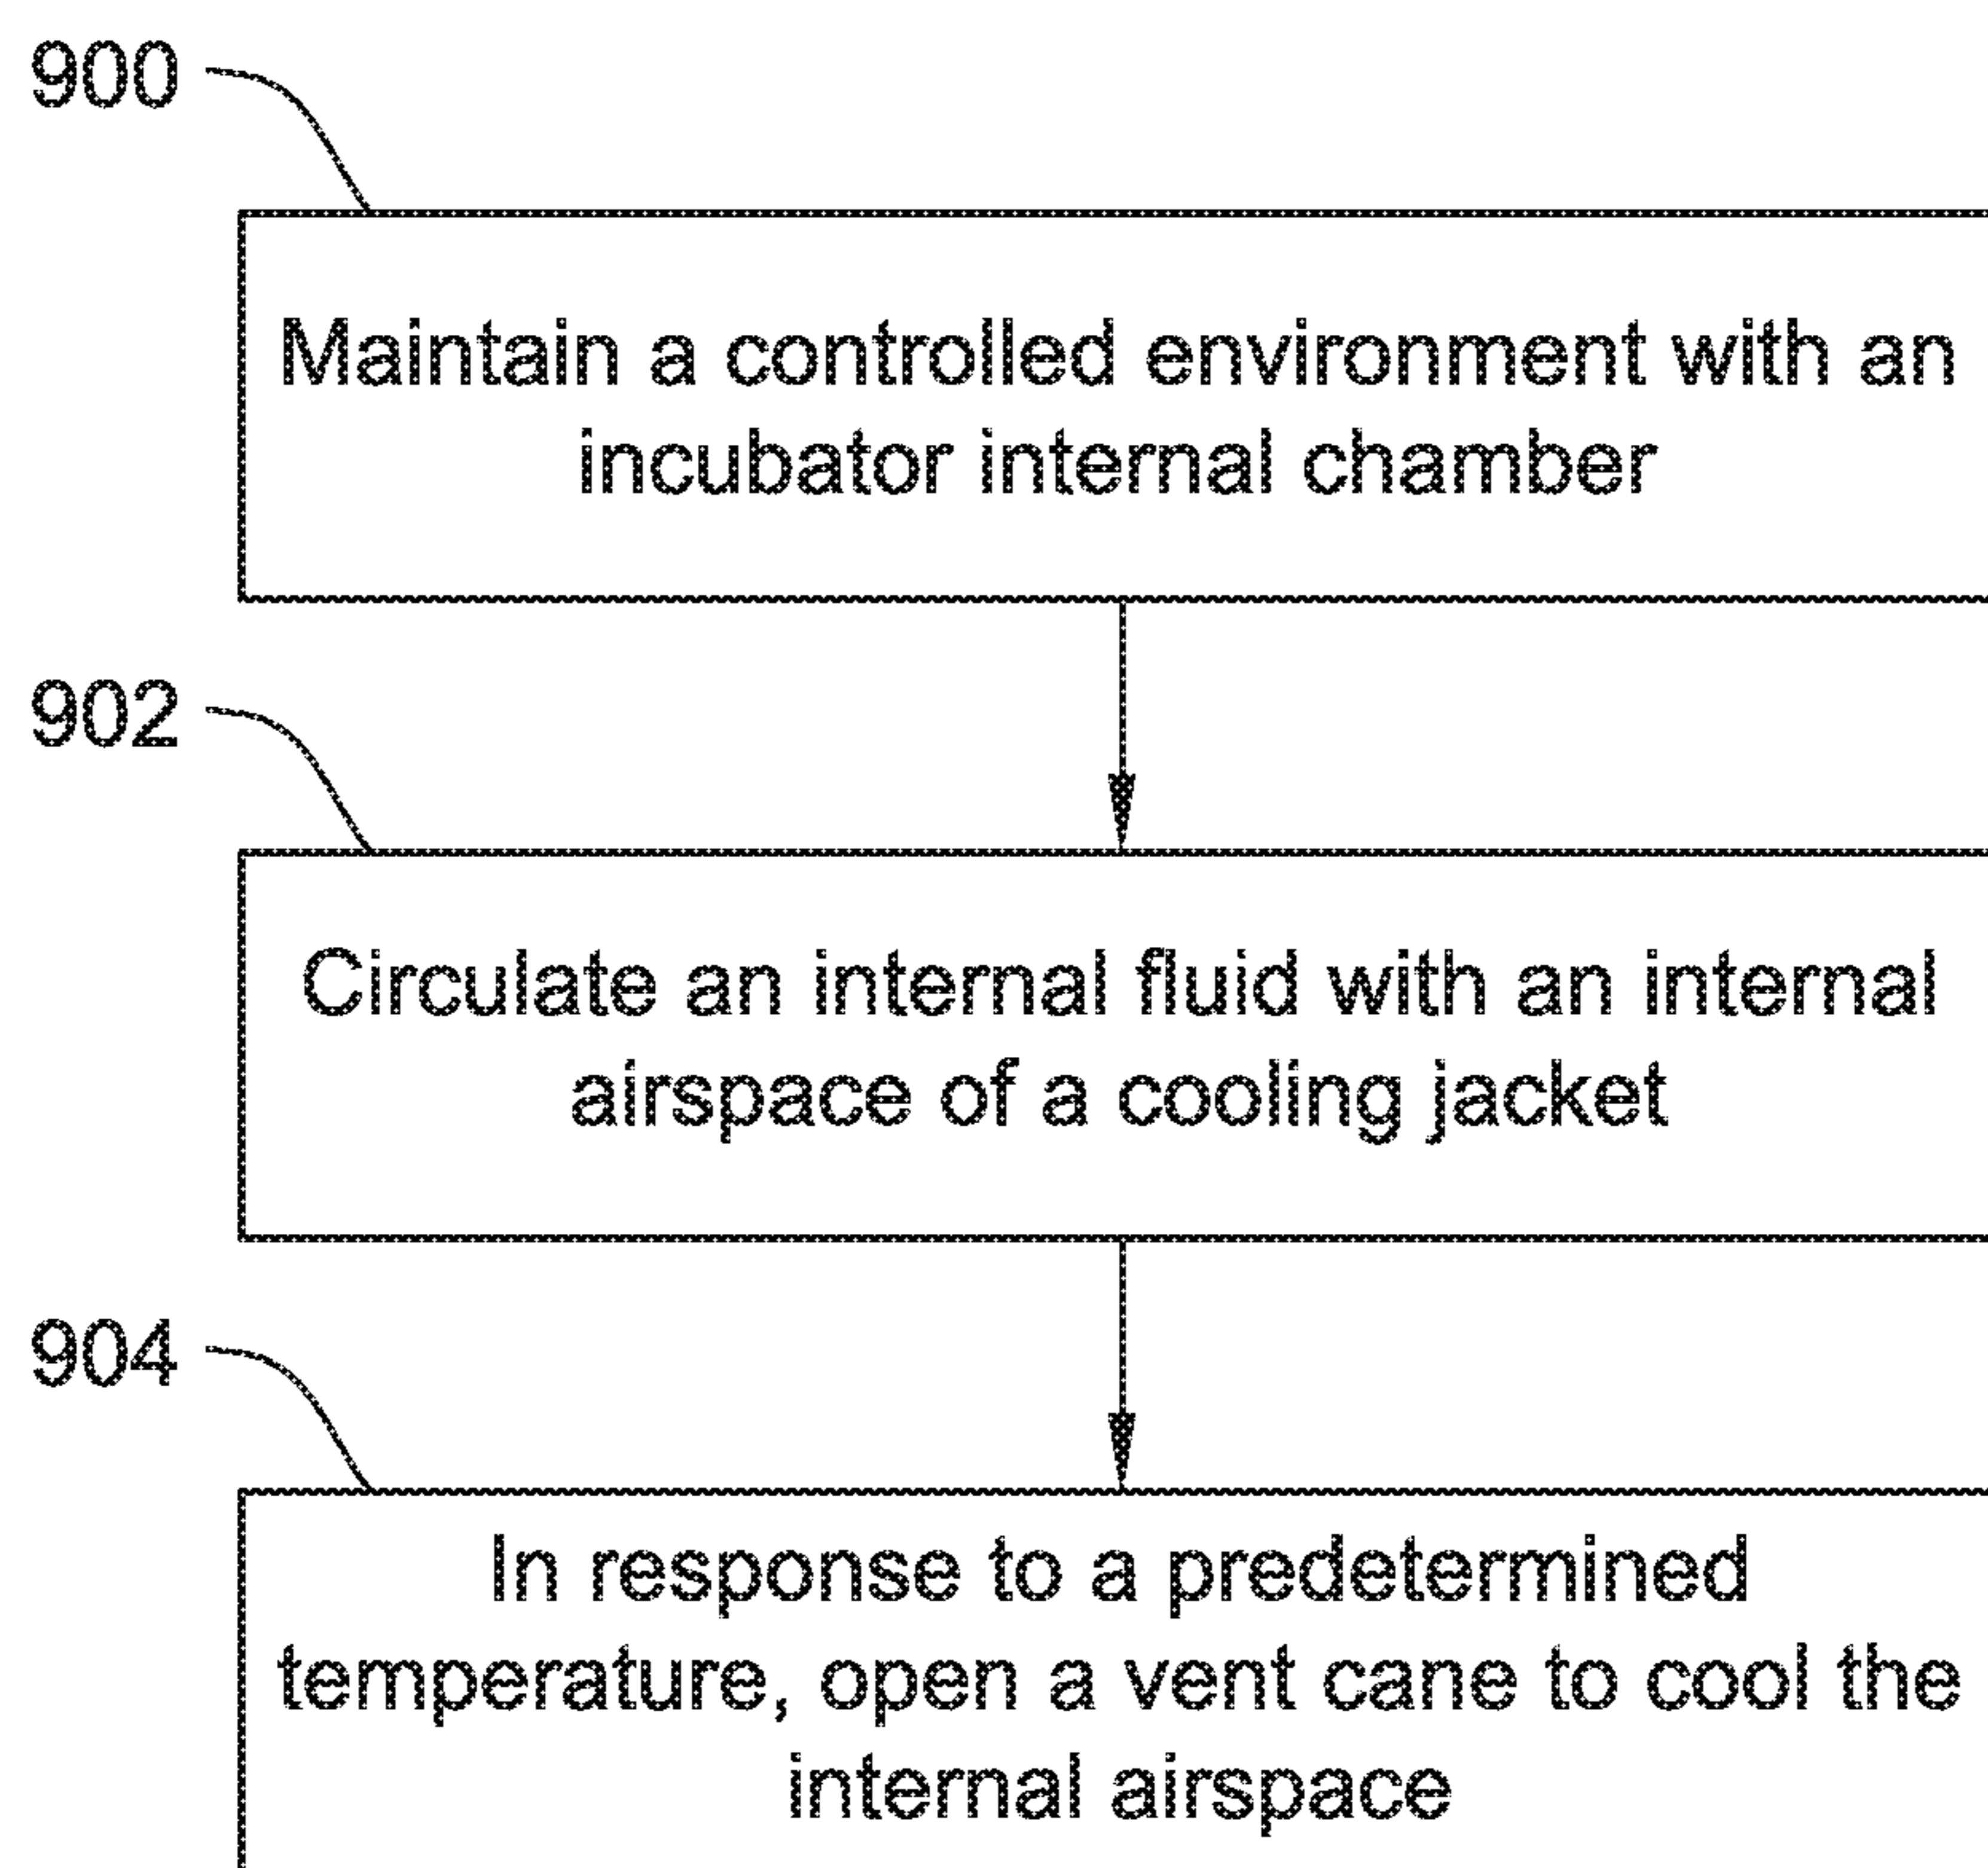 900
Maintain a controlled environment with an
incubator internal chamber
902
Circulate an internal fluid with an internal
airspace of a cooling jacket
904
In response to a predetermined
temperature, open a vent cane to cool the
internal airspace